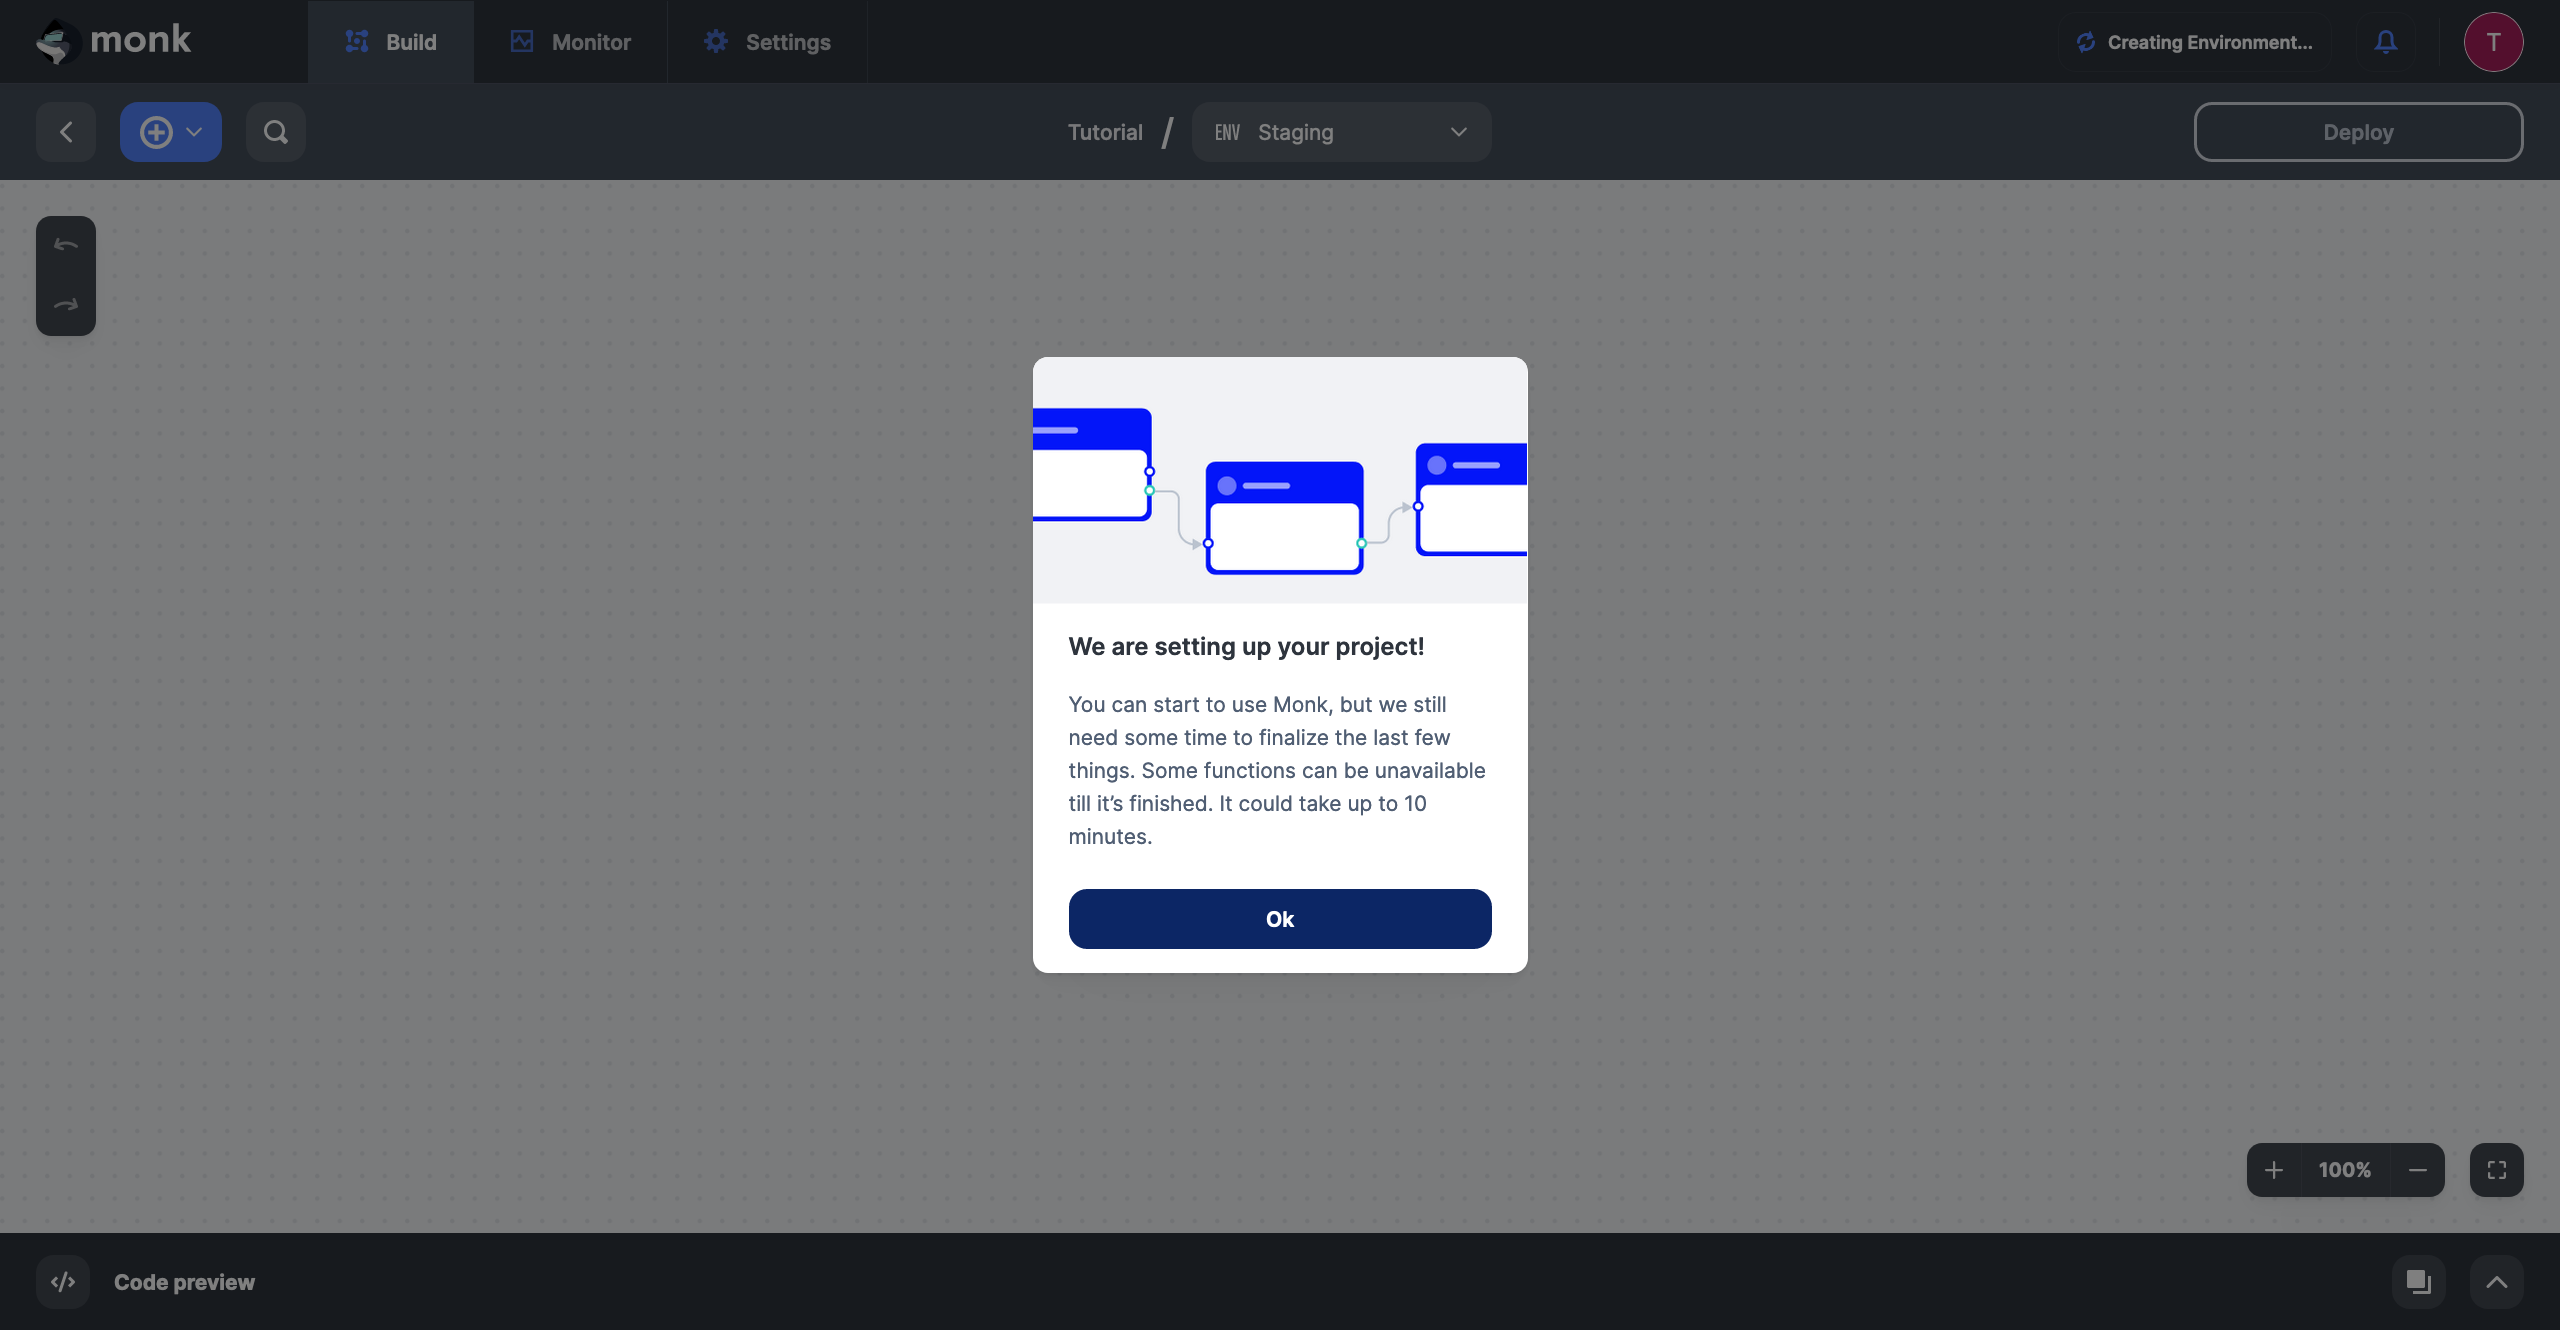 monk
Build
Monitor
Settings
Creating Environment...
T
Tutorial / ENV Staging
Deploy
We are setting up your project!
You can start to use Monk, but we still
need some time to finalize the last few
things. Some functions can be unavailable
till it’s finished. It could take up to 10
minutes.
Ok
100%
Code preview